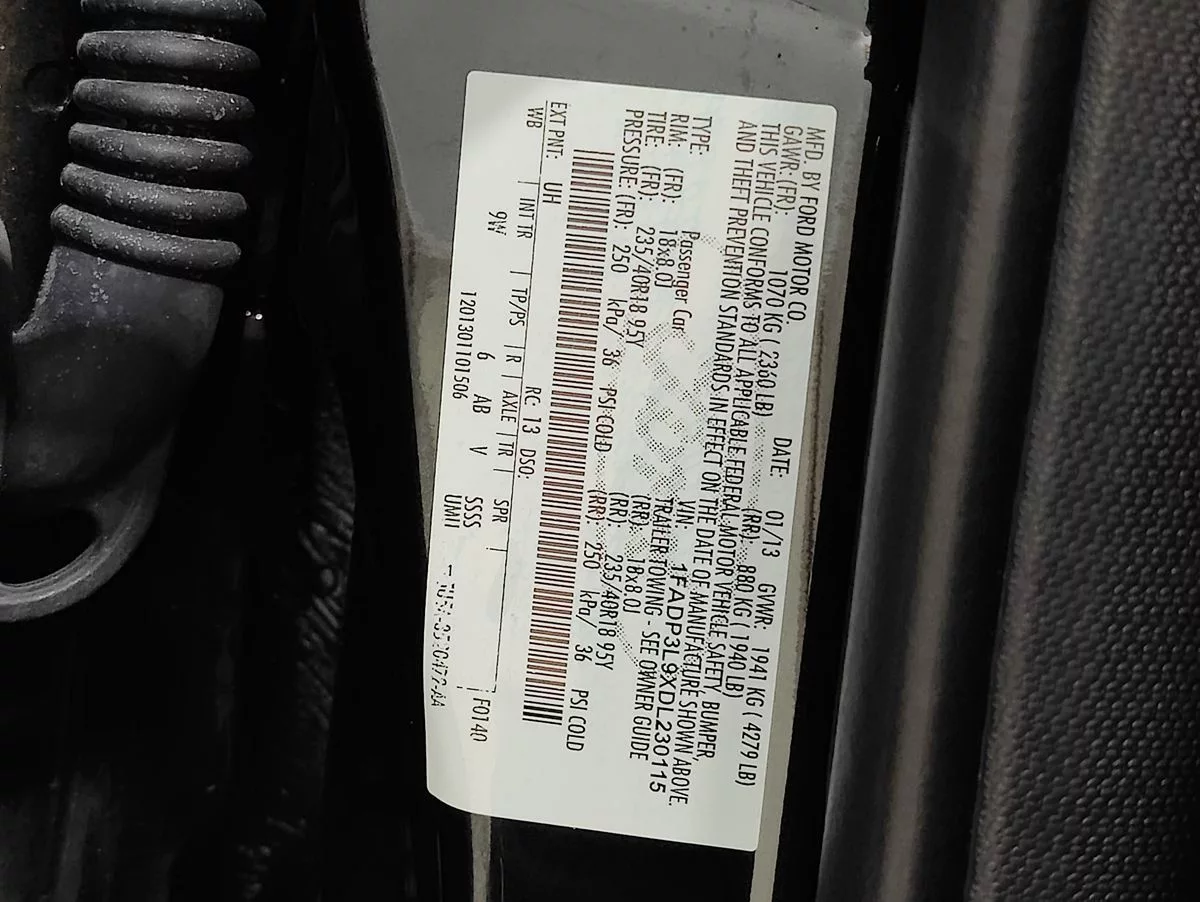 MFD. BY FORD MOTOR CO. DATE: 01/13 GVWR: 1941 KG ( 4279 LB)
GAWR: (FR): 1070 KG ( 2360 LB) (RR): 880 KG ( 1940 LB)
THIS VEHICLE CONFORMS TO ALL APPLICABLE FEDERAL MOTOR VEHICLE SAFETY, BUMPER,
AND THEFT PREVENTION STANDARDS IN EFFECT ON THE DATE OF MANUFACTURE SHOWN ABOVE.
VIN: 1FADP3L9XDL230115
TYPE: Passenger Car TRAILER TOWING - SEE OWNER GUIDE
RIM: (FR): 18x8.0J (RR): 18x8.0J
TIRE: (FR): 235/40R18 95Y (RR): 235/40R18 95Y
PRESSURE: (FR): 250 kPa/ 36 PSI COLD (RR): 250 kPa/ 36 PSI COLD
EXT PNT: UH RC: 13 DSO: F0140
WB | INT TR | TP/PS | R | AXLE | TR | SPR |
9W 6 AB V SSSS
1201301101506 UMII